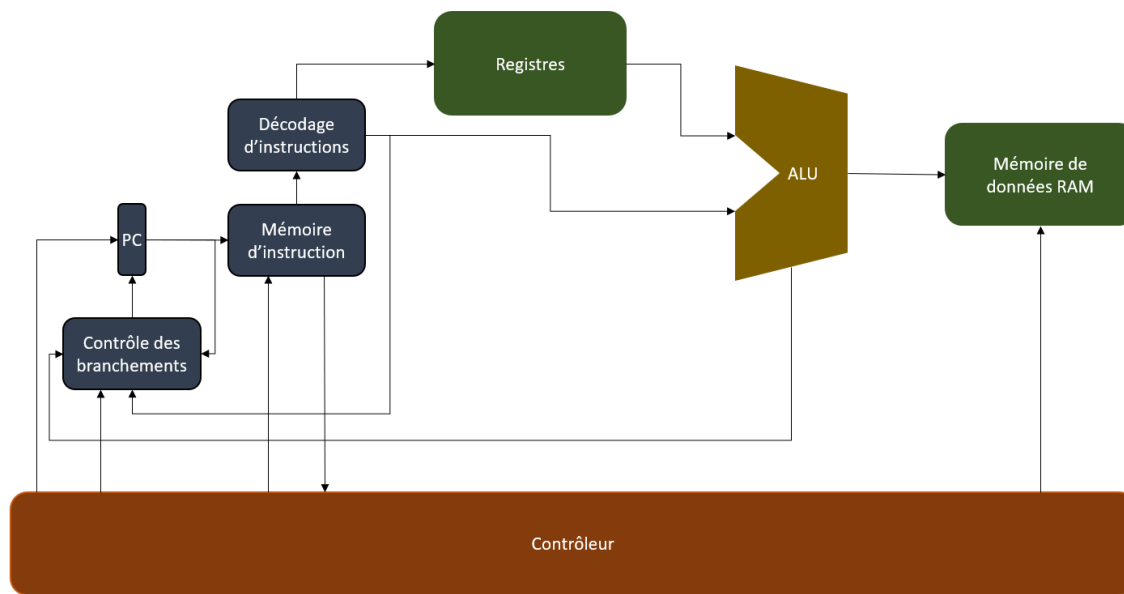 Registres
Décodage
d'instructions
ALU
Mémoire de
données RAM
PC
Mémoire
d'instruction
Contrôle des
branchements
Contrôleur